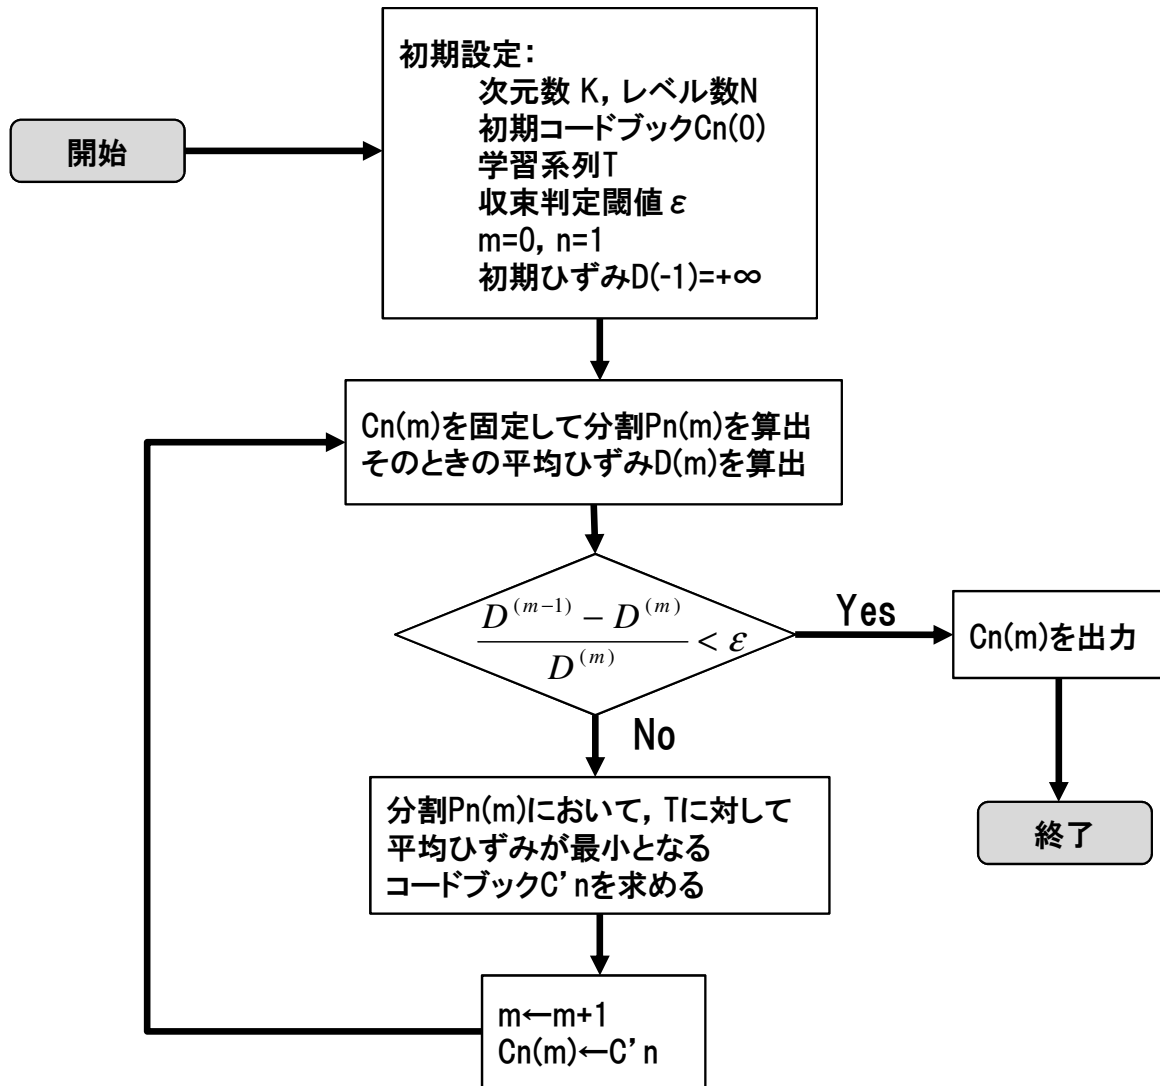 開始
初期設定:
次元数 K, レベル数N
初期コードブックCn(0)
学習系列T
収束判定閾値ε
m=0, n=1
初期ひずみD(-1)=+∞
Cn(m)を固定して分割Pn(m)を算出
そのときの平均ひずみD(m)を算出
D^{(m-1)} − D^{(m)}
D^{(m)}
< ε
Yes
Cn(m)を出力
終了
No
分割Pn(m)において, Tに対して
平均ひずみが最小となる
コードブックC’nを求める
m←m+1
Cn(m)←C’n